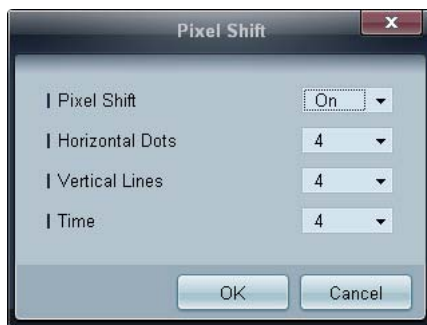 Pixel Shift
Pixel Shift On
Horizontal Dots 4
Vertical Lines 4
Time 4
OK Cancel